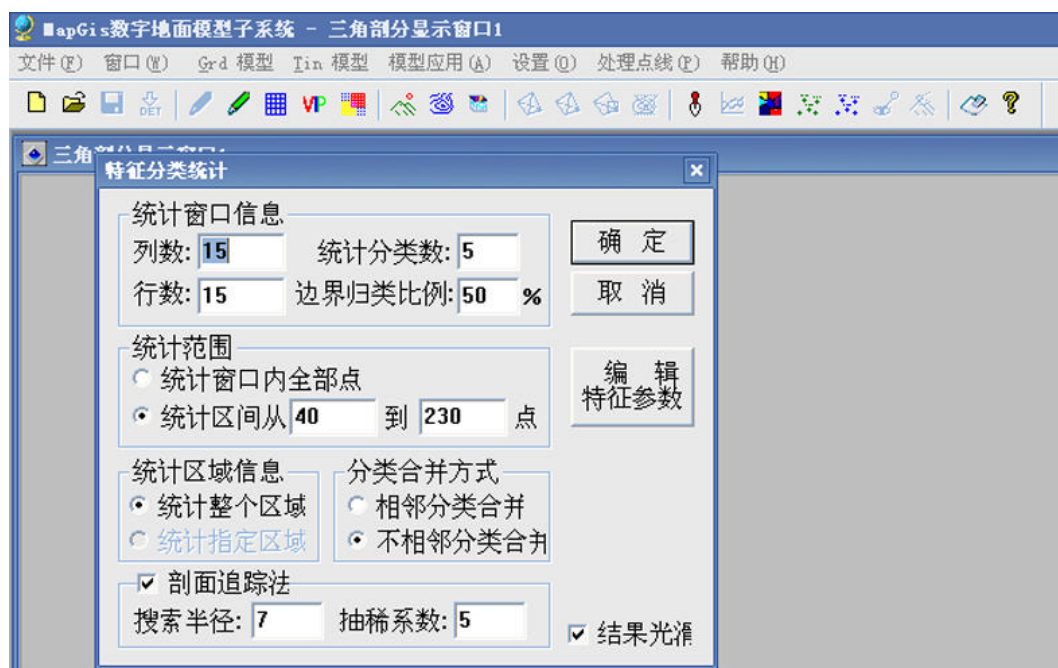 MapGis数字地面模型子系统 - 三角剖分显示窗口1
文件(F) 窗口(W) Grd 模型 Tin 模型 模型应用(A) 设置(O) 处理点线(P) 帮助(H)
DET VIP ?
特征分类统计
统计窗口信息
列数: 15 统计分类数: 5
行数: 15 边界归类比例: 50 %
确 定
取 消
编 辑
特征参数
统计范围
统计窗口内全部点
统计区间从 40 到 230 点
统计区域信息
统计整个区域
统计指定区域
分类合并方式
相邻分类合并
不相邻分类合
剖面追踪法
搜索半径: 7 抽稀系数: 5
结果光滑